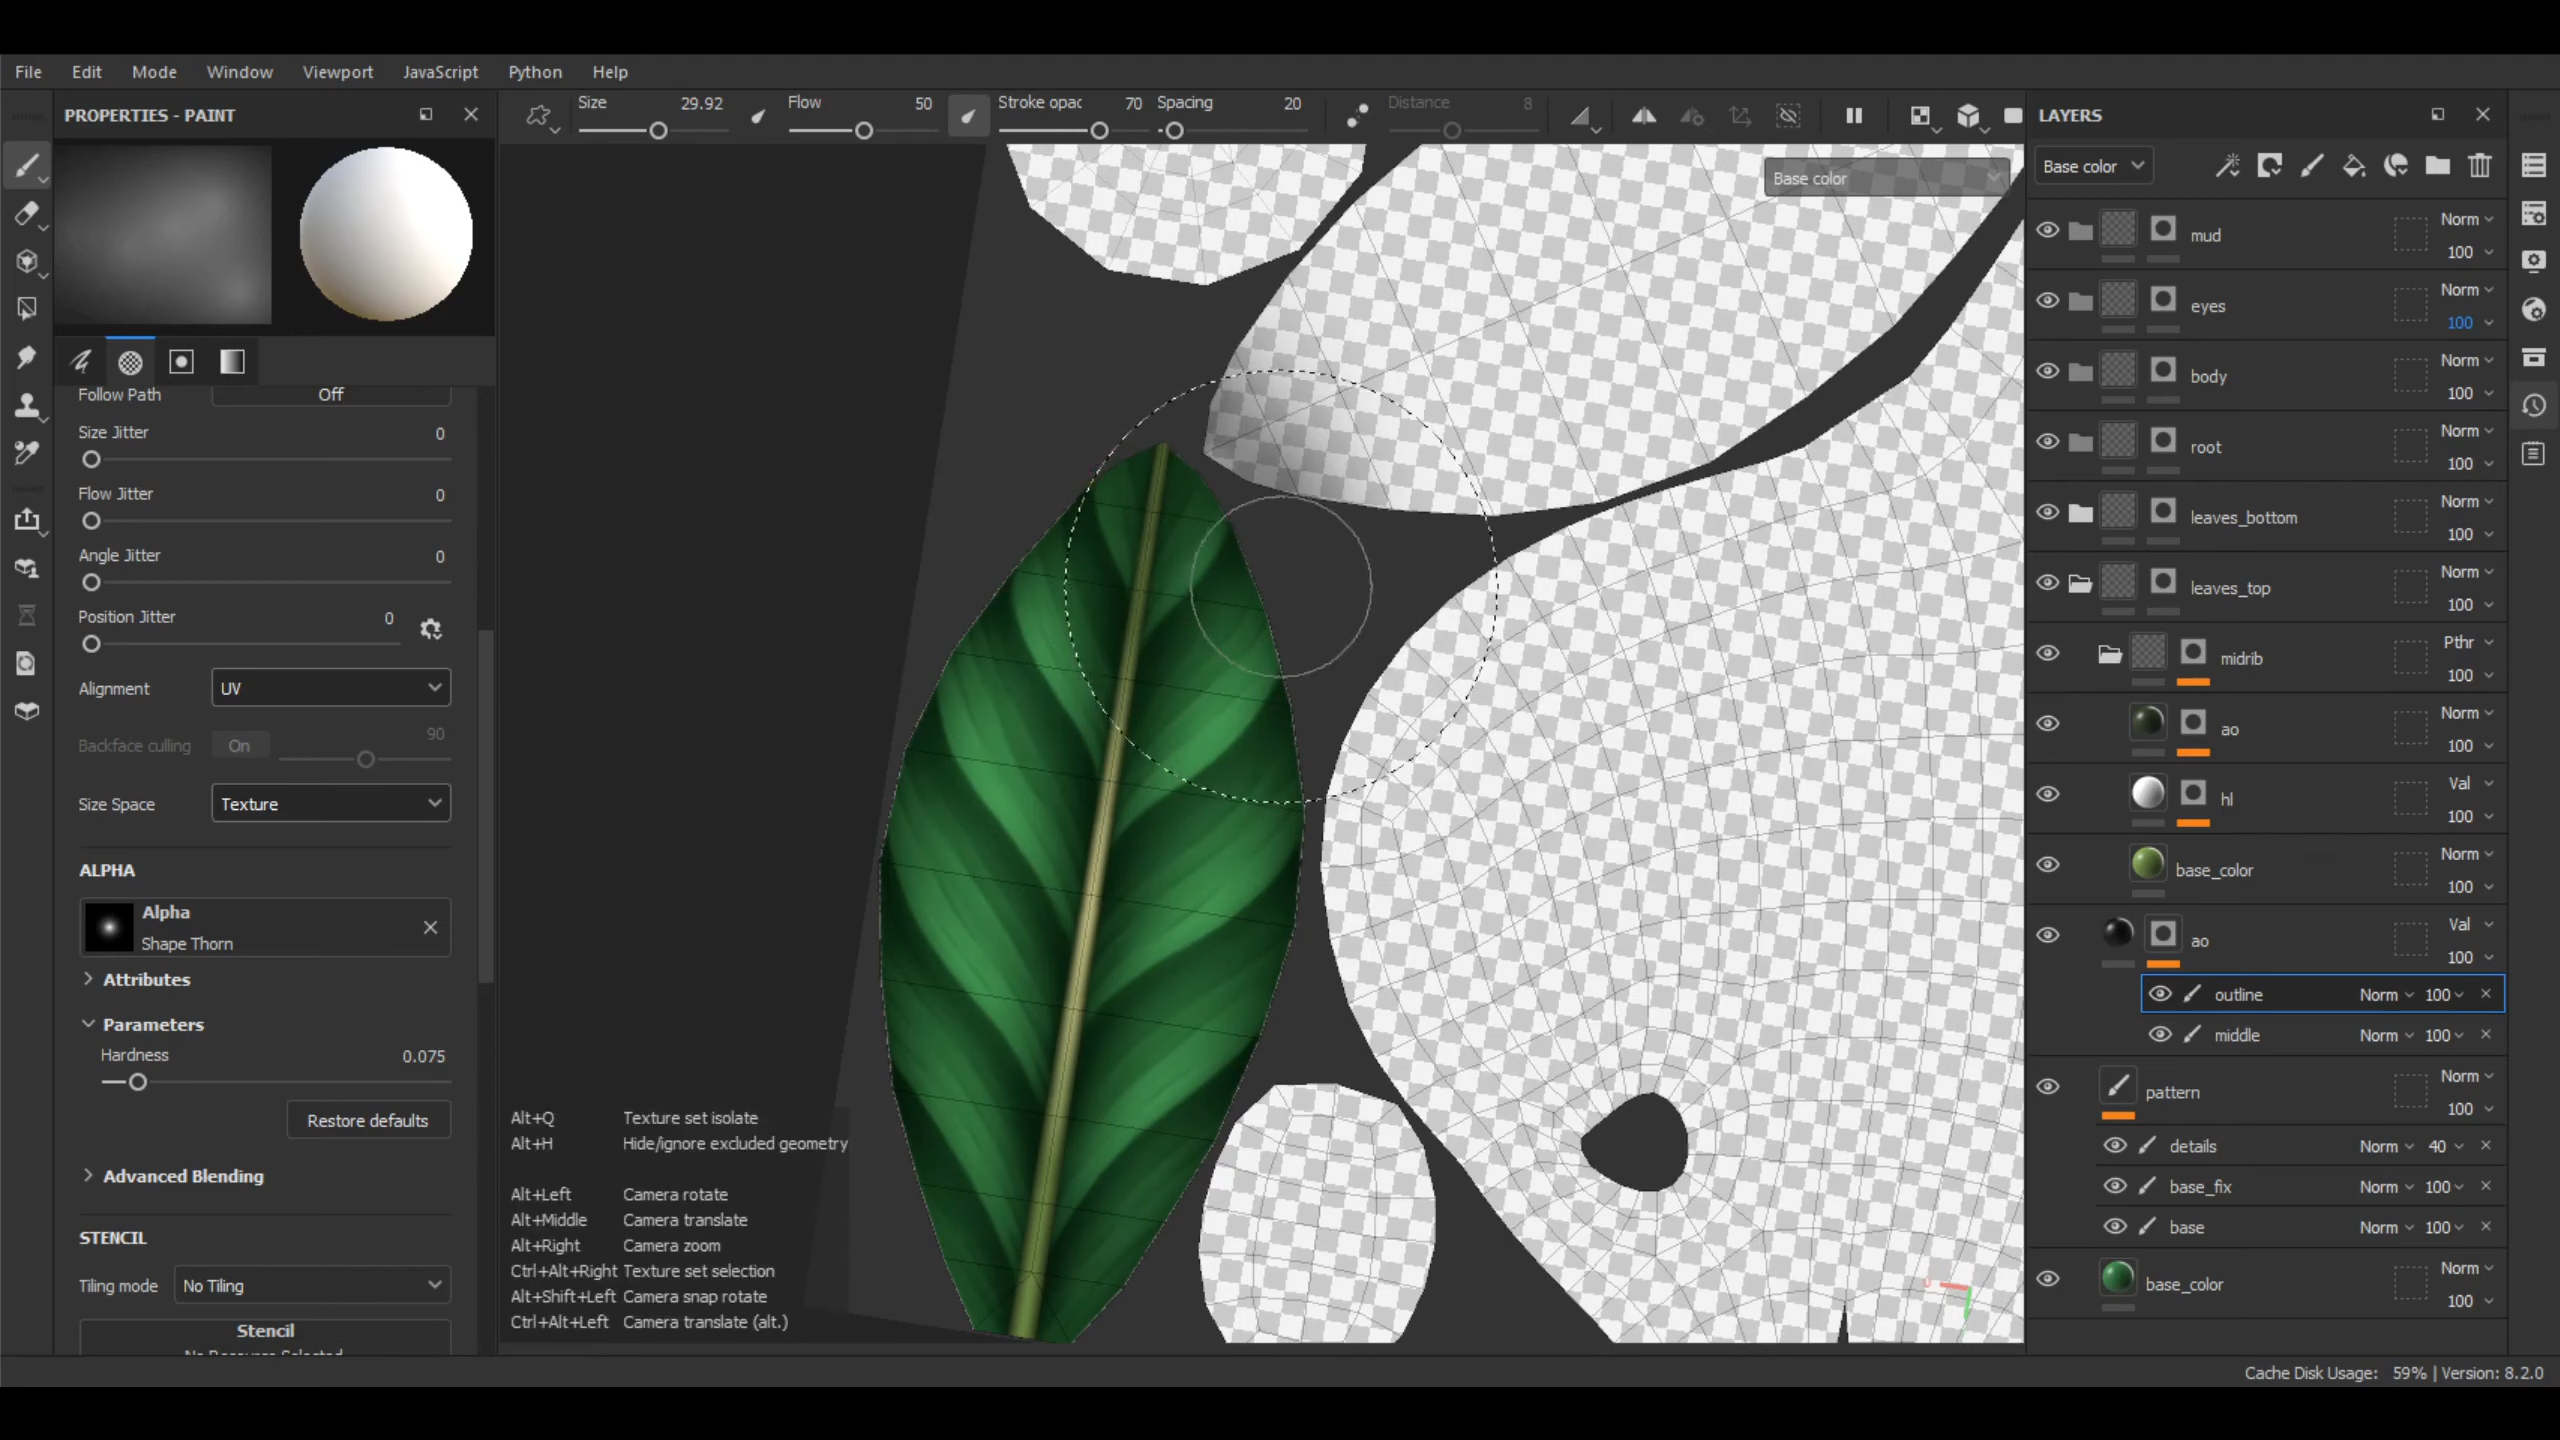 File Edit Mode Window Viewport JavaScript Python Help
PROPERTIES - PAINT
Size 29.92 Flow 50 Stroke opac 70 Spacing 20 Distance 8
LAYERS
Base color
Base color
Follow Path Off
Size Jitter 0
Flow Jitter 0
Angle Jitter 0
Position Jitter 0
Alignment UV
Backface culling On 90
Size Space Texture
ALPHA
Alpha
Shape Thorn
Attributes
Parameters
Hardness 0.075
Restore defaults
Advanced Blending
STENCIL
Tiling mode No Tiling
Stencil
No Resource Selected
Alt+Q Texture set isolate
Alt+H Hide/ignore excluded geometry
Alt+Left Camera rotate
Alt+Middle Camera translate
Alt+Right Camera zoom
Ctrl+Alt+Right Texture set selection
Alt+Shift+Left Camera snap rotate
Ctrl+Alt+Left Camera translate (alt.)
mud Norm 100
eyes Norm 100
body Norm 100
root Norm 100
leaves_bottom Norm 100
leaves_top Norm 100
midrib Pthr 100
ao Norm 100
hl Val 100
base_color Norm 100
ao Val 100
outline Norm 100
middle Norm 100
pattern Norm 100
details Norm 40
base_fix Norm 100
base Norm 100
base_color Norm 100
Cache Disk Usage: 59% | Version: 8.2.0